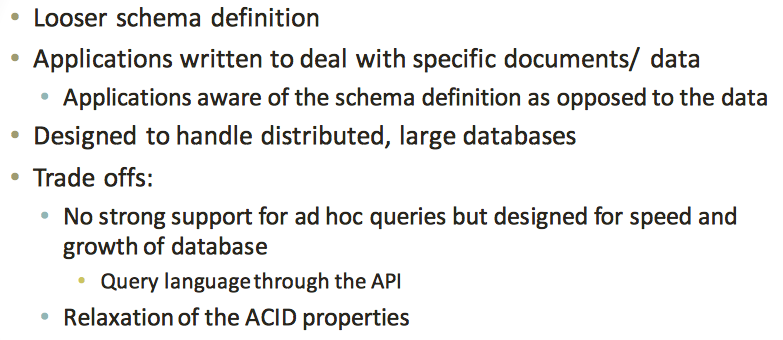 • Looser schema definition
• Applications written to deal with specific documents/ data
• Applications aware of the schema definition as opposed to the data
• Designed to handle distributed, large databases
• Trade offs:
• No strong support for ad hoc queries but designed for speed and
growth of database
• Query language through the API
• Relaxation of the ACID properties